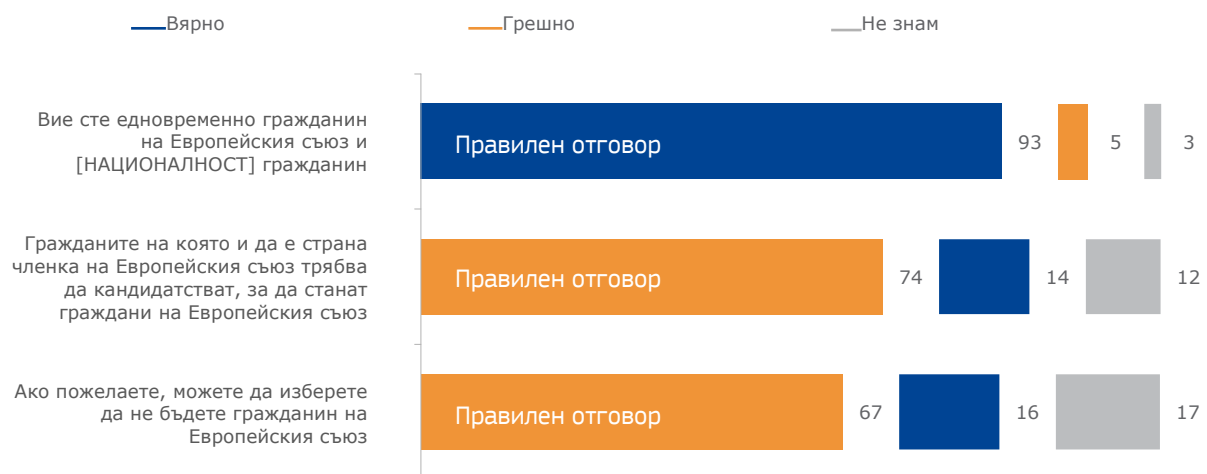 Вярно Грешно Не знам
Вие сте едновременно гражданин
на Европейския съюз и
[НАЦИОНАЛНОСТ] гражданин
Правилен отговор 93 5 3
Гражданите на която и да е страна
членка на Европейския съюз трябва
да кандидатстват, за да станат
граждани на Европейския съюз
Правилен отговор 74 14 12
Ако пожелаете, можете да изберете
да не бъдете гражданин на
Европейския съюз
Правилен отговор 67 16 17